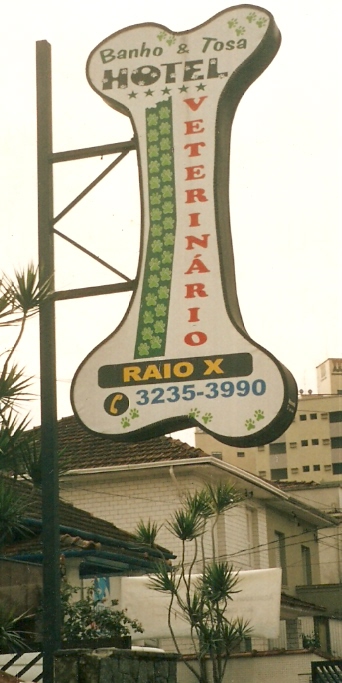 Banho & Tosa
HOTEL
VETERINÁRIO
RAIO X
3235-3990